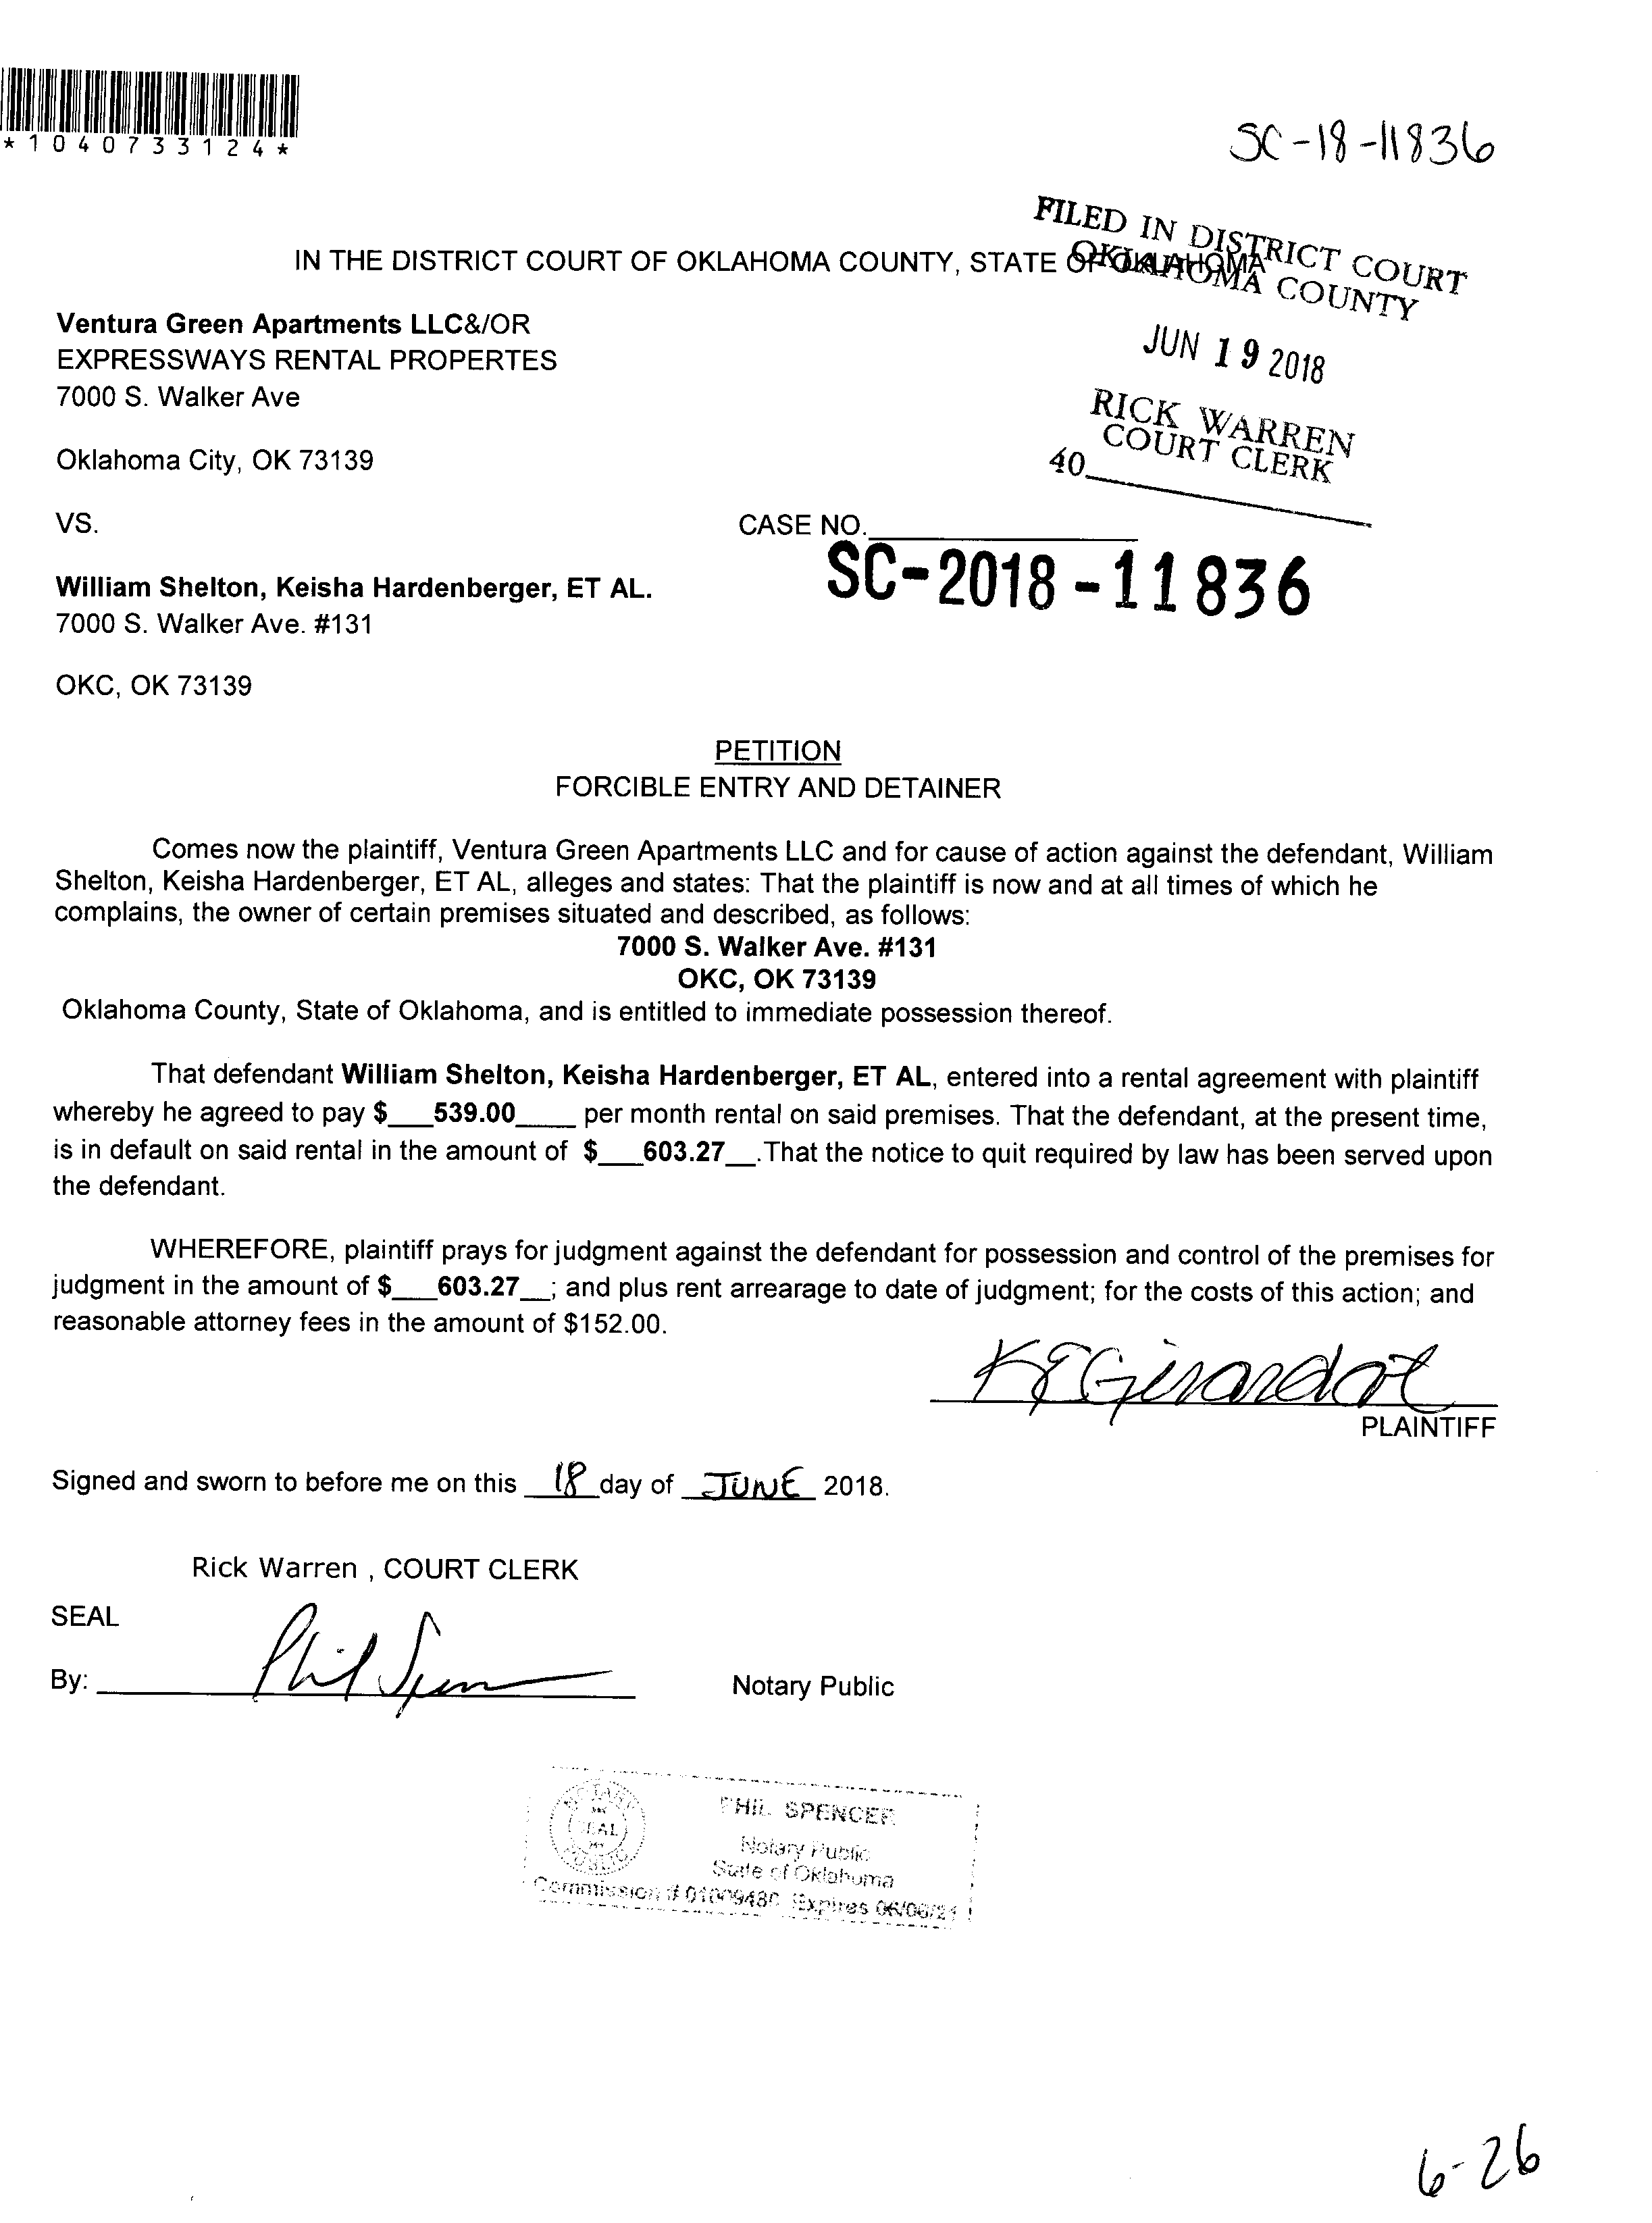 *1040733124*
SC-18-11836
FILED IN DISTRICT COURT
OKLAHOMA COUNTY
IN THE DISTRICT COURT OF OKLAHOMA COUNTY, STATE OF OKLAHOMA
Ventura Green Apartments LLC&/OR
EXPRESSWAYS RENTAL PROPERTES
JUN 19 2018
7000 S. Walker Ave
RICK WARREN
COURT CLERK
Oklahoma City, OK 73139
40
VS.
CASE NO.
SC-2018-11836
William Shelton, Keisha Hardenberger, ET AL.
7000 S. Walker Ave. #131
OKC, OK 73139
PETITION
FORCIBLE ENTRY AND DETAINER
Comes now the plaintiff, Ventura Green Apartments LLC and for cause of action against the defendant, William
Shelton, Keisha Hardenberger, ET AL, alleges and states: That the plaintiff is now and at all times of which he
complains, the owner of certain premises situated and described, as follows:
7000 S. Walker Ave. #131
OKC, OK 73139
Oklahoma County, State of Oklahoma, and is entitled to immediate possession thereof.
That defendant William Shelton, Keisha Hardenberger, ET AL, entered into a rental agreement with plaintiff
whereby he agreed to pay $___539.00____ per month rental on said premises. That the defendant, at the present time,
is in default on said rental in the amount of $___603.27__.That the notice to quit required by law has been served upon
the defendant.
WHEREFORE, plaintiff prays for judgment against the defendant for possession and control of the premises for
judgment in the amount of $___603.27__; and plus rent arrearage to date of judgment; for the costs of this action; and
reasonable attorney fees in the amount of $152.00.
KEGirardot
PLAINTIFF
Signed and sworn to before me on this 18 day of JUNE 2018.
Rick Warren , COURT CLERK
SEAL
By: Phil Spencer Notary Public
NOTARY
SEAL
PUBLIC
PHIL SPENCER
Notary Public
State of Oklahoma
Commission # Expires 06/06/21
6-26